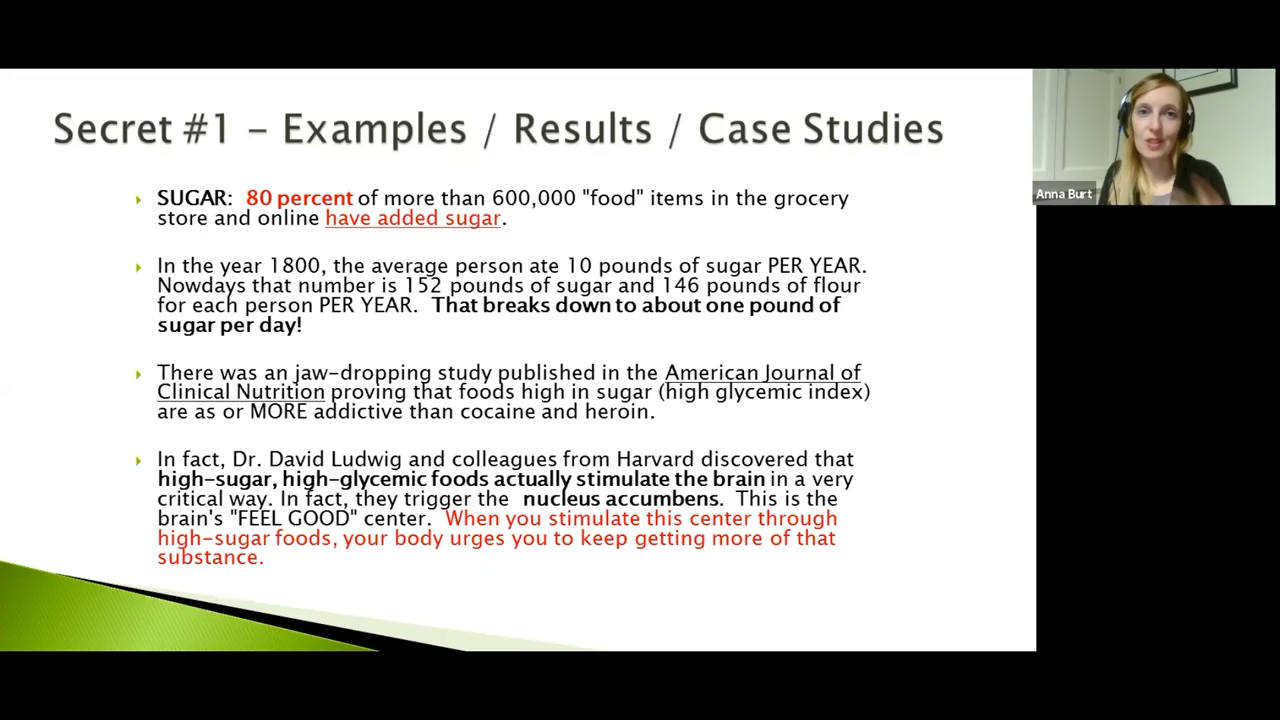 Secret #1 – Examples / Results / Case Studies
SUGAR: 80 percent of more than 600,000 "food" items in the grocery
store and online have added sugar.
In the year 1800, the average person ate 10 pounds of sugar PER YEAR.
Nowdays that number is 152 pounds of sugar and 146 pounds of flour
for each person PER YEAR. That breaks down to about one pound of
sugar per day!
There was an jaw-dropping study published in the American Journal of
Clinical Nutrition proving that foods high in sugar (high glycemic index)
are as or MORE addictive than cocaine and heroin.
In fact, Dr. David Ludwig and colleagues from Harvard discovered that
high-sugar, high-glycemic foods actually stimulate the brain in a very
critical way. In fact, they trigger the nucleus accumbens. This is the
brain's "FEEL GOOD" center. When you stimulate this center through
high-sugar foods, your body urges you to keep getting more of that
substance.
Anna Burt